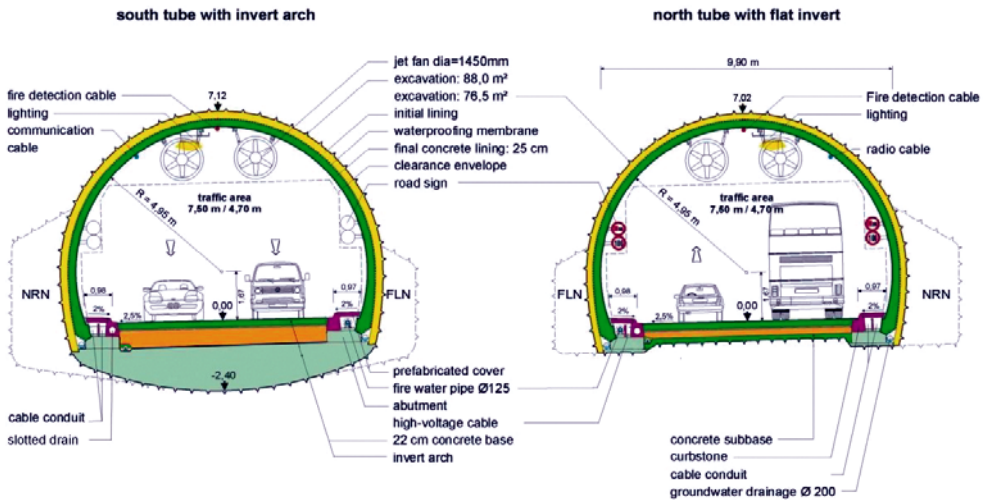 south tube with invert arch
north tube with flat invert
jet fan dia=1450mm
excavation: 88,0 m²
excavation: 76,5 m²
initial lining
waterproofing membrane
final concrete lining: 25 cm
clearance envelope
road sign
fire detection cable
lighting
communication
cable
7,12
R = 4,95 m
traffic area
7,50 m / 4,70 m
NRN
FLN
0,98
2%
2,5%
0,00
1,67
0,97
2%
-2,40
cable conduit
slotted drain
prefabricated cover
fire water pipe Ø125
abutment
high-voltage cable
22 cm concrete base
invert arch
9,90 m
7,02
Fire detection cable
lighting
radio cable
R = 4,95 m
traffic area
7,50 m / 4,70 m
FLN
NRN
0,98
2%
2,5%
0,00
1,67
0,97
2%
concrete subbase
curbstone
cable conduit
groundwater drainage Ø 200